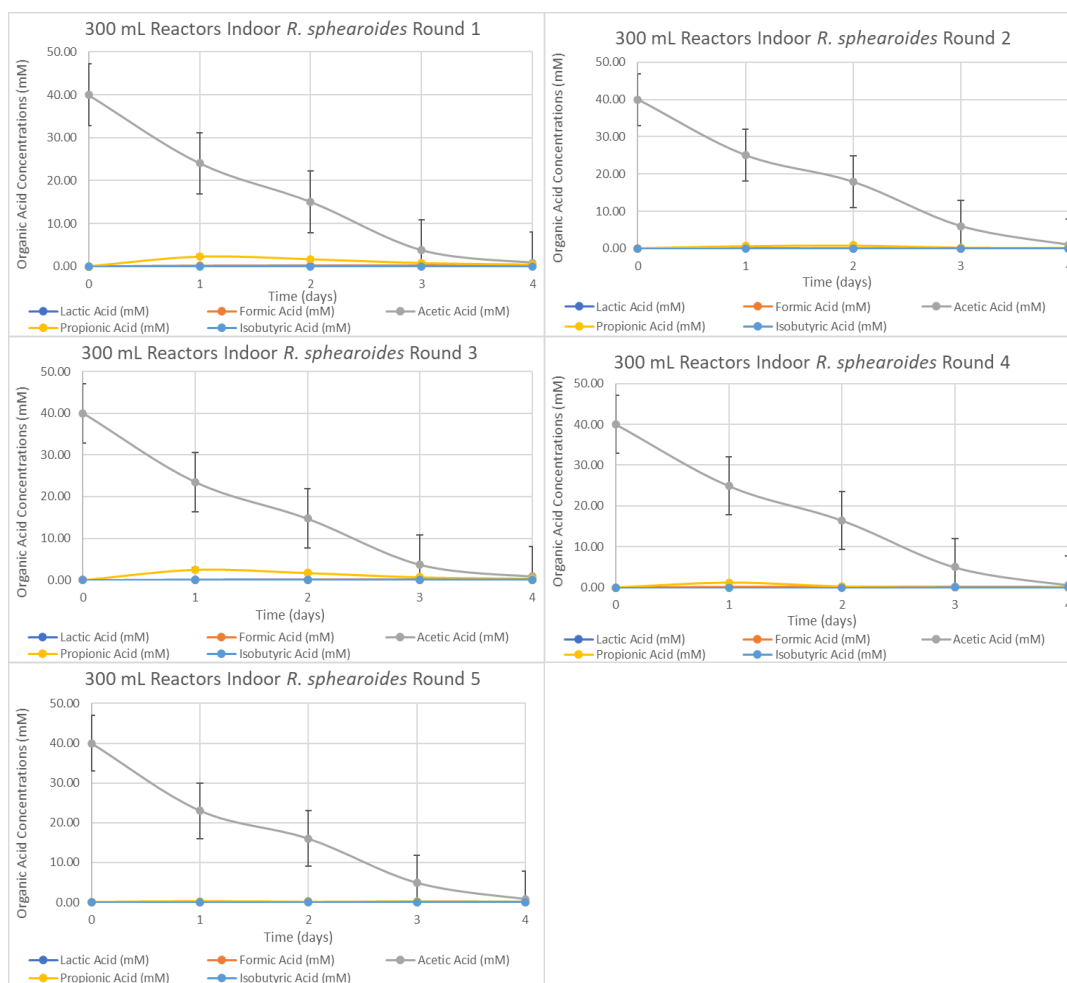 300 mL Reactors Indoor R. sphearoides Round 1
Organic Acid Concentrations (mM)
50.00
40.00
30.00
20.00
10.00
0.00
0 1 2 3 4
Time (days)
Lactic Acid (mM) Formic Acid (mM) Acetic Acid (mM)
Propionic Acid (mM) Isobutyric Acid (mM)
300 mL Reactors Indoor R. sphearoides Round 2
Organic Acid Concentrations (mM)
50.00
40.00
30.00
20.00
10.00
0.00
0 1 2 3 4
Time (days)
Lactic Acid (mM) Formic Acid (mM) Acetic Acid (mM)
Propionic Acid (mM) Isobutyric Acid (mM)
300 mL Reactors Indoor R. sphearoides Round 3
Organic Acid Concentrations (mM)
50.00
40.00
30.00
20.00
10.00
0.00
0 1 2 3 4
Time (days)
Lactic Acid (mM) Formic Acid (mM) Acetic Acid (mM)
Propionic Acid (mM) Isobutyric Acid (mM)
300 mL Reactors Indoor R. sphearoides Round 4
Organic Acid Concentrations (mM)
50.00
40.00
30.00
20.00
10.00
0.00
0 1 2 3 4
Time (days)
Lactic Acid (mM) Formic Acid (mM) Acetic Acid (mM)
Propionic Acid (mM) Isobutyric Acid (mM)
300 mL Reactors Indoor R. sphearoides Round 5
Organic Acid Concentrations (mM)
50.00
40.00
30.00
20.00
10.00
0.00
0 1 2 3 4
Time (days)
Lactic Acid (mM) Formic Acid (mM) Acetic Acid (mM)
Propionic Acid (mM) Isobutyric Acid (mM)